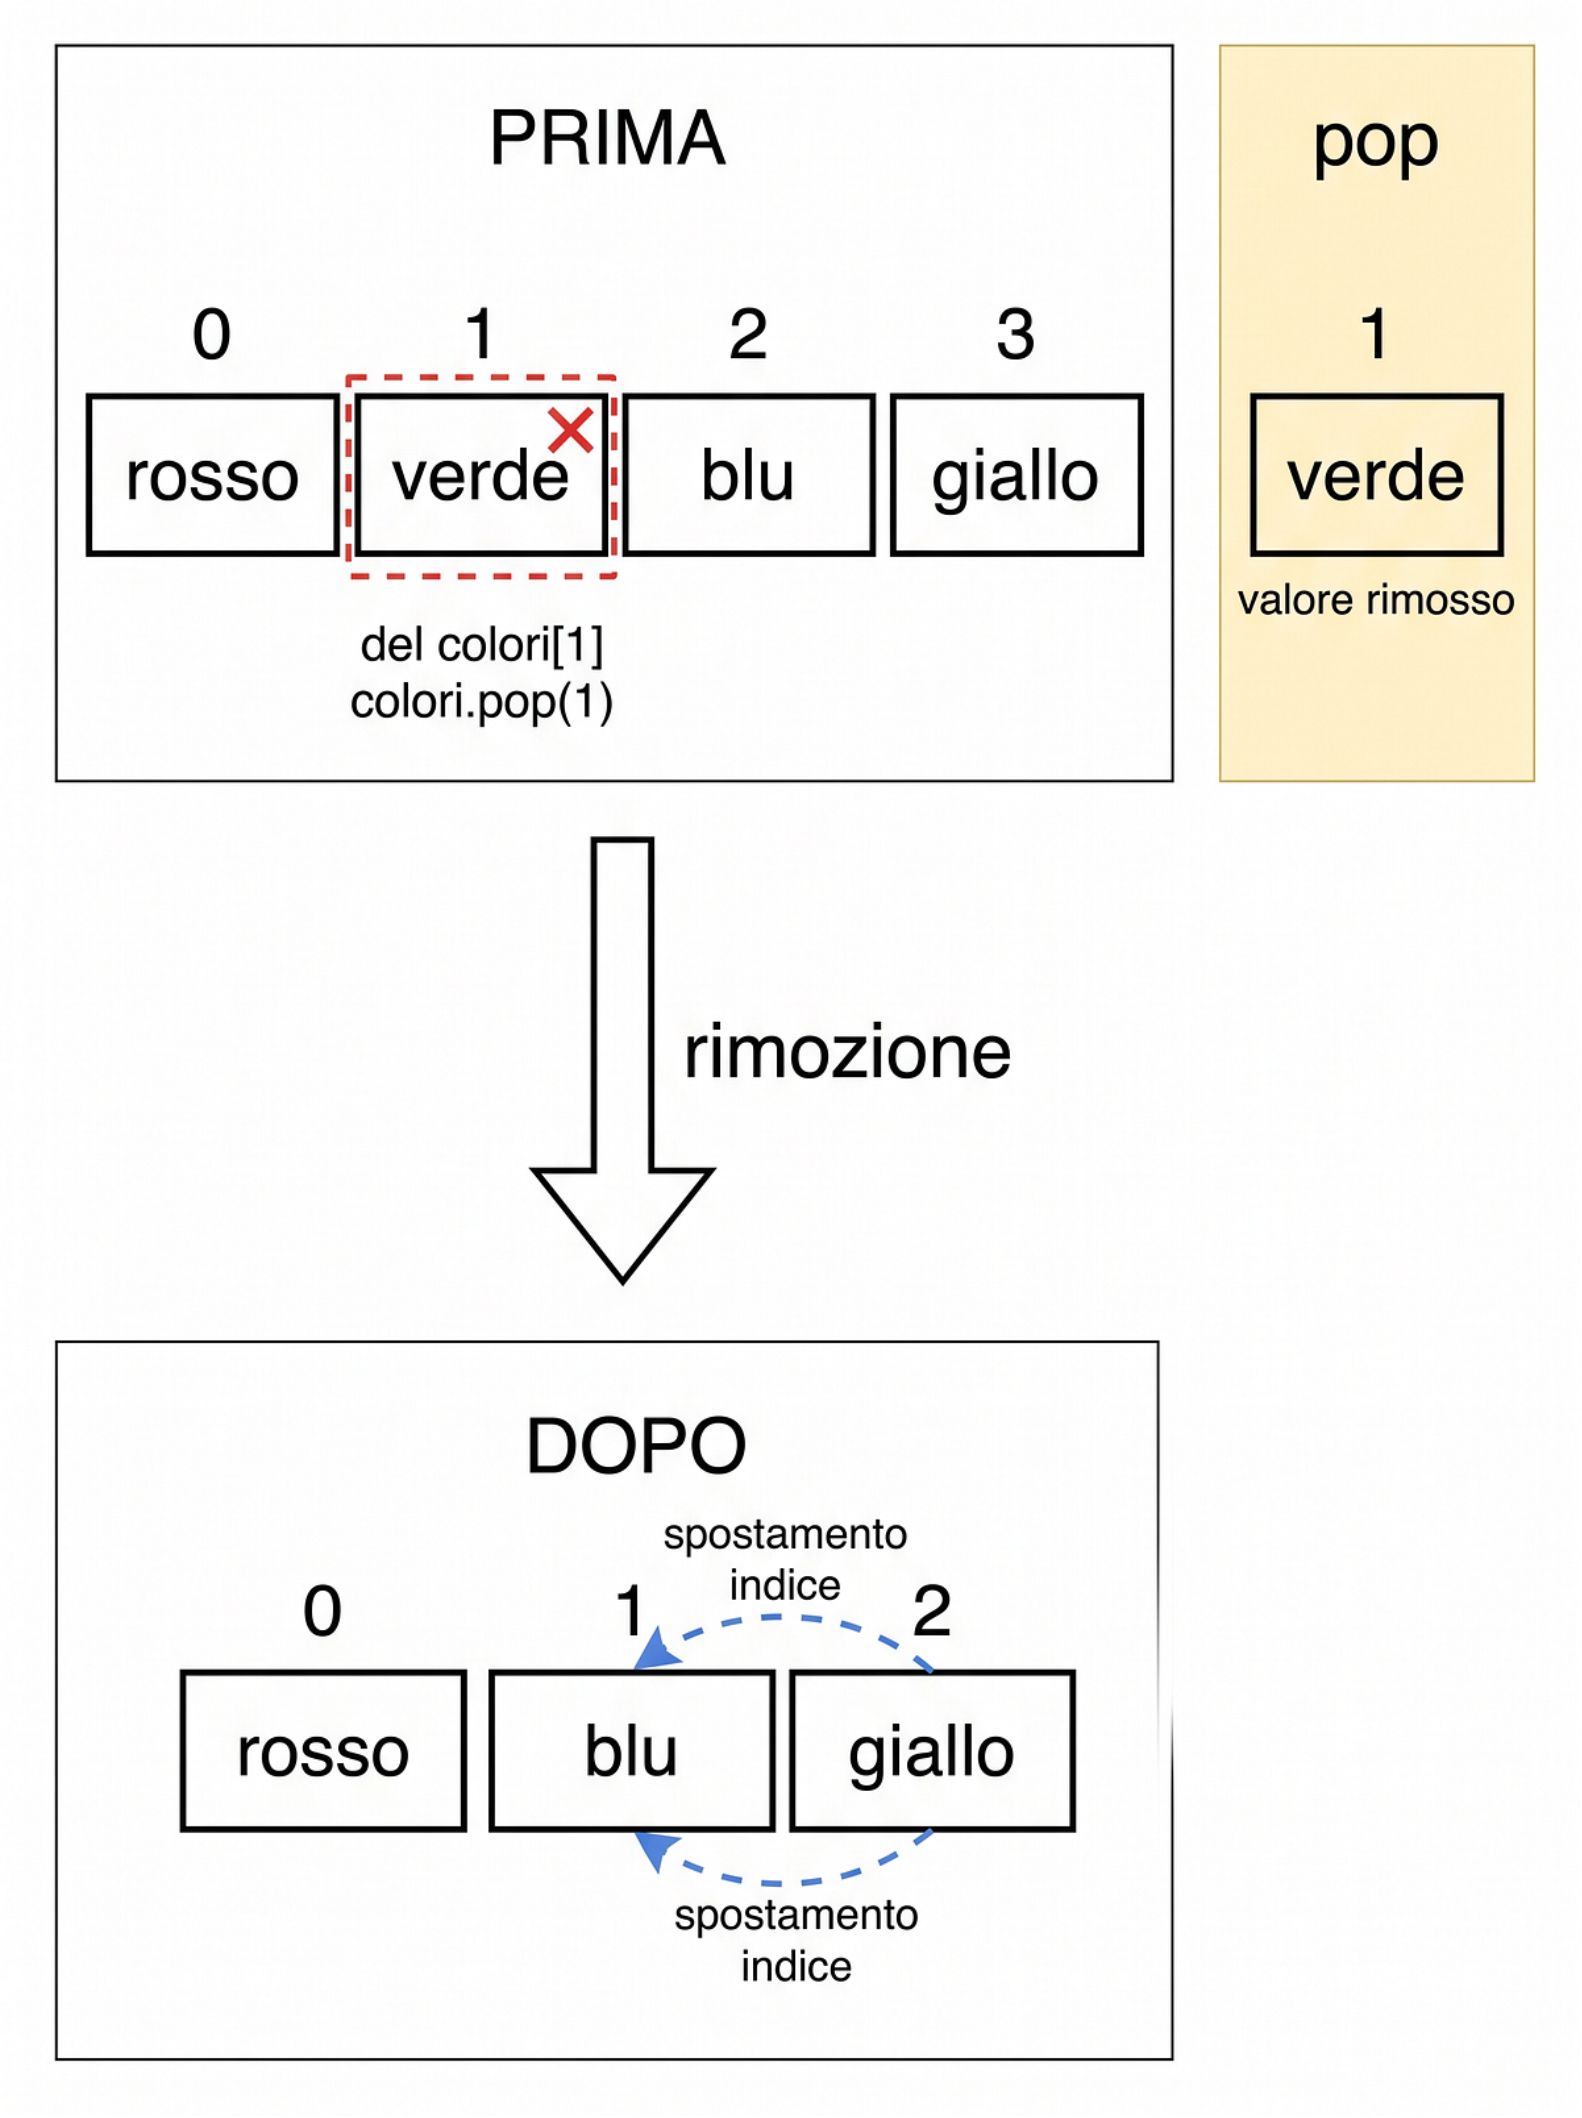 PRIMA
0 1 2 3
rosso verde blu giallo
del colori[1]
colori.pop(1)
pop
1
verde
valore rimosso
rimozione
DOPO
spostamento
indice
0 1 2
rosso blu giallo
spostamento
indice